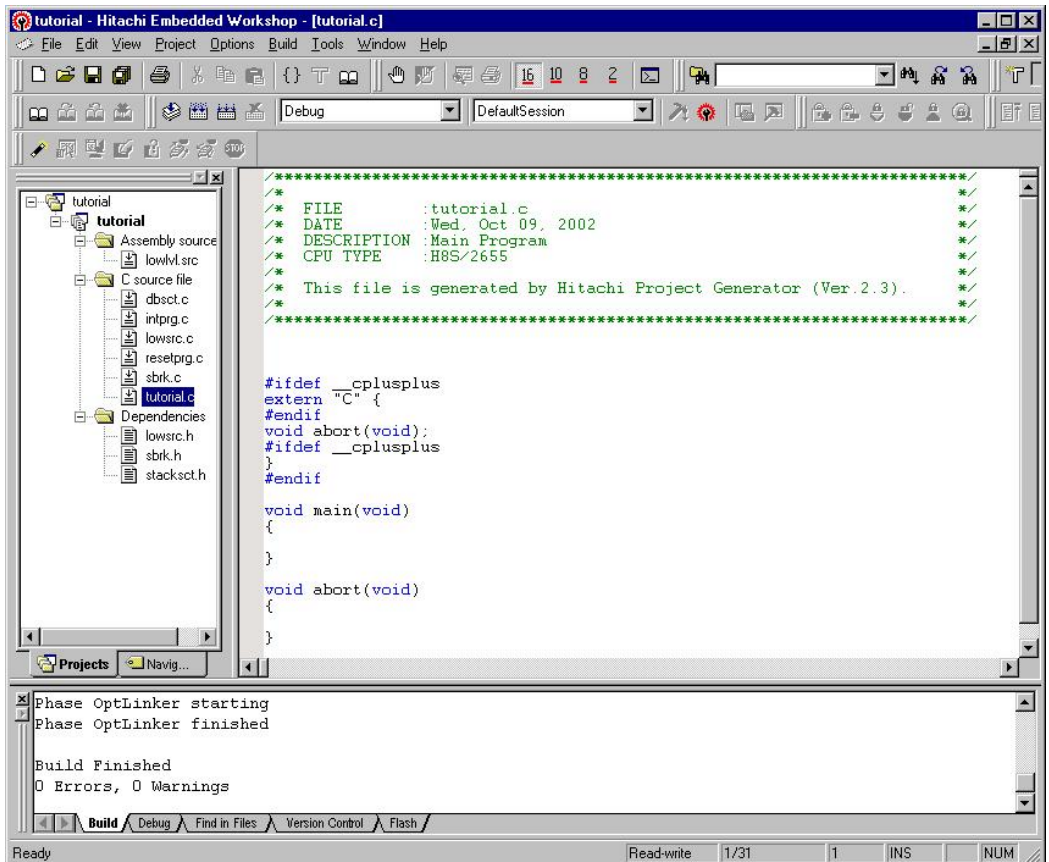 tutorial - Hitachi Embedded Workshop - [tutorial.c]
File Edit View Project Options Build Tools Window Help
{} 16 10 8 2
Debug DefaultSession
STOP
tutorial
tutorial
Assembly source
lowlvl.src
C source file
dbsct.c
intprg.c
lowsrc.c
resetprg.c
sbrk.c
tutorial.c
Dependencies
lowsrc.h
sbrk.h
stacksct.h
Projects Navig...
/***********************************************************************/
/* */
/* FILE :tutorial.c */
/* DATE :Wed, Oct 09, 2002 */
/* DESCRIPTION :Main Program */
/* CPU TYPE :H8S/2655 */
/* */
/* This file is generated by Hitachi Project Generator (Ver.2.3). */
/* */
/***********************************************************************/
#ifdef __cplusplus
extern "C" {
#endif
void abort(void);
#ifdef __cplusplus
}
#endif
void main(void)
{
}
void abort(void)
{
}
Phase OptLinker starting
Phase OptLinker finished
Build Finished
0 Errors, 0 Warnings
Build Debug Find in Files Version Control Flash
Ready Read-write 1/31 1 INS NUM